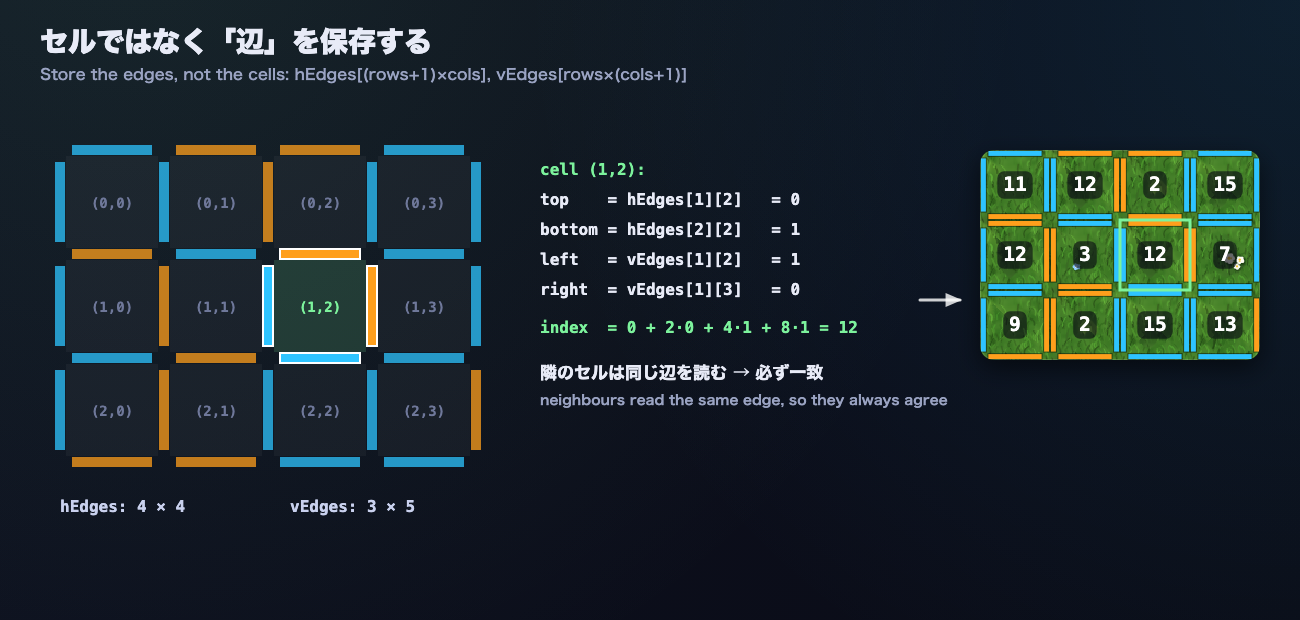 セルではなく「辺」を保存する
Store the edges, not the cells: hEdges[(rows+1)×cols], vEdges[rows×(cols+1)]
(0,0) (0,1) (0,2) (0,3)
(1,0) (1,1) (1,2) (1,3)
(2,0) (2,1) (2,2) (2,3)
hEdges: 4 × 4 vEdges: 3 × 5
cell (1,2):
top = hEdges[1][2] = 0
bottom = hEdges[2][2] = 1
left = vEdges[1][2] = 1
right = vEdges[1][3] = 0
index = 0 + 2·0 + 4·1 + 8·1 = 12
隣のセルは同じ辺を読む → 必ず一致
neighbours read the same edge, so they always agree
11 12 2 15
12 3 12 7
9 2 15 13